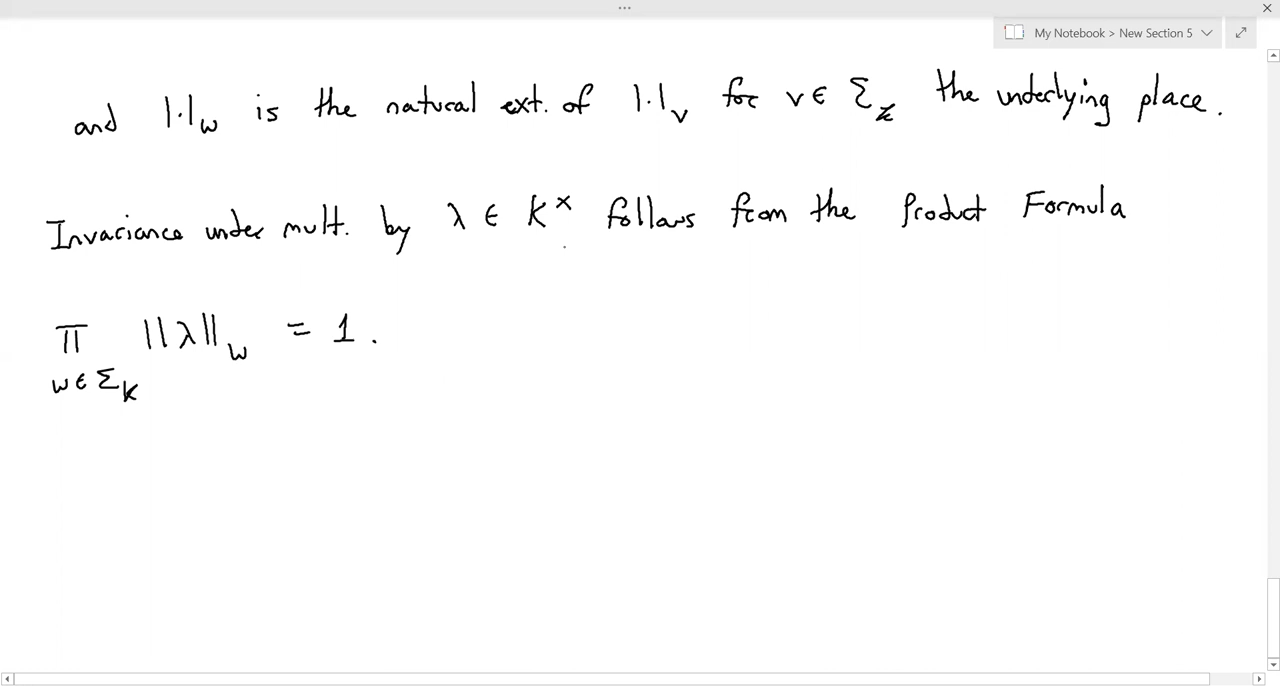 My Notebook > New Section 5
and |·|_w is the natural ext. of |·|_v for v ∈ Σ_k the underlying place.
Invariance under mult. by λ ∈ K^× follows from the Product Formula
∏_{w ∈ Σ_K} ||λ||_w = 1.